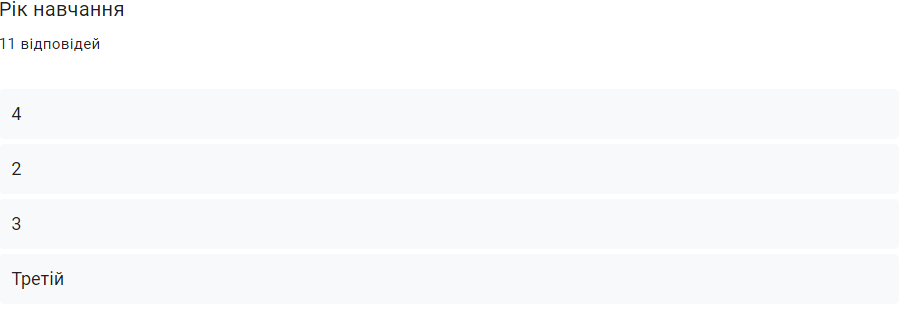 Рік навчання
11 відповідей
4
2
3
Третій